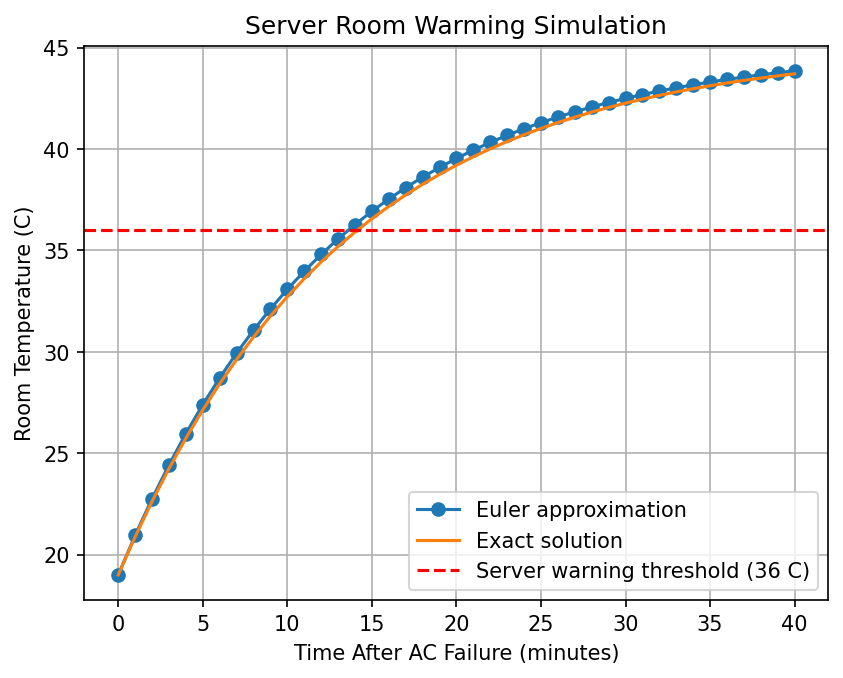 Server Room Warming Simulation
45
40
35
30
25
20
Room Temperature (C)
Euler approximation
Exact solution
Server warning threshold (36 C)
0 5 10 15 20 25 30 35 40
Time After AC Failure (minutes)